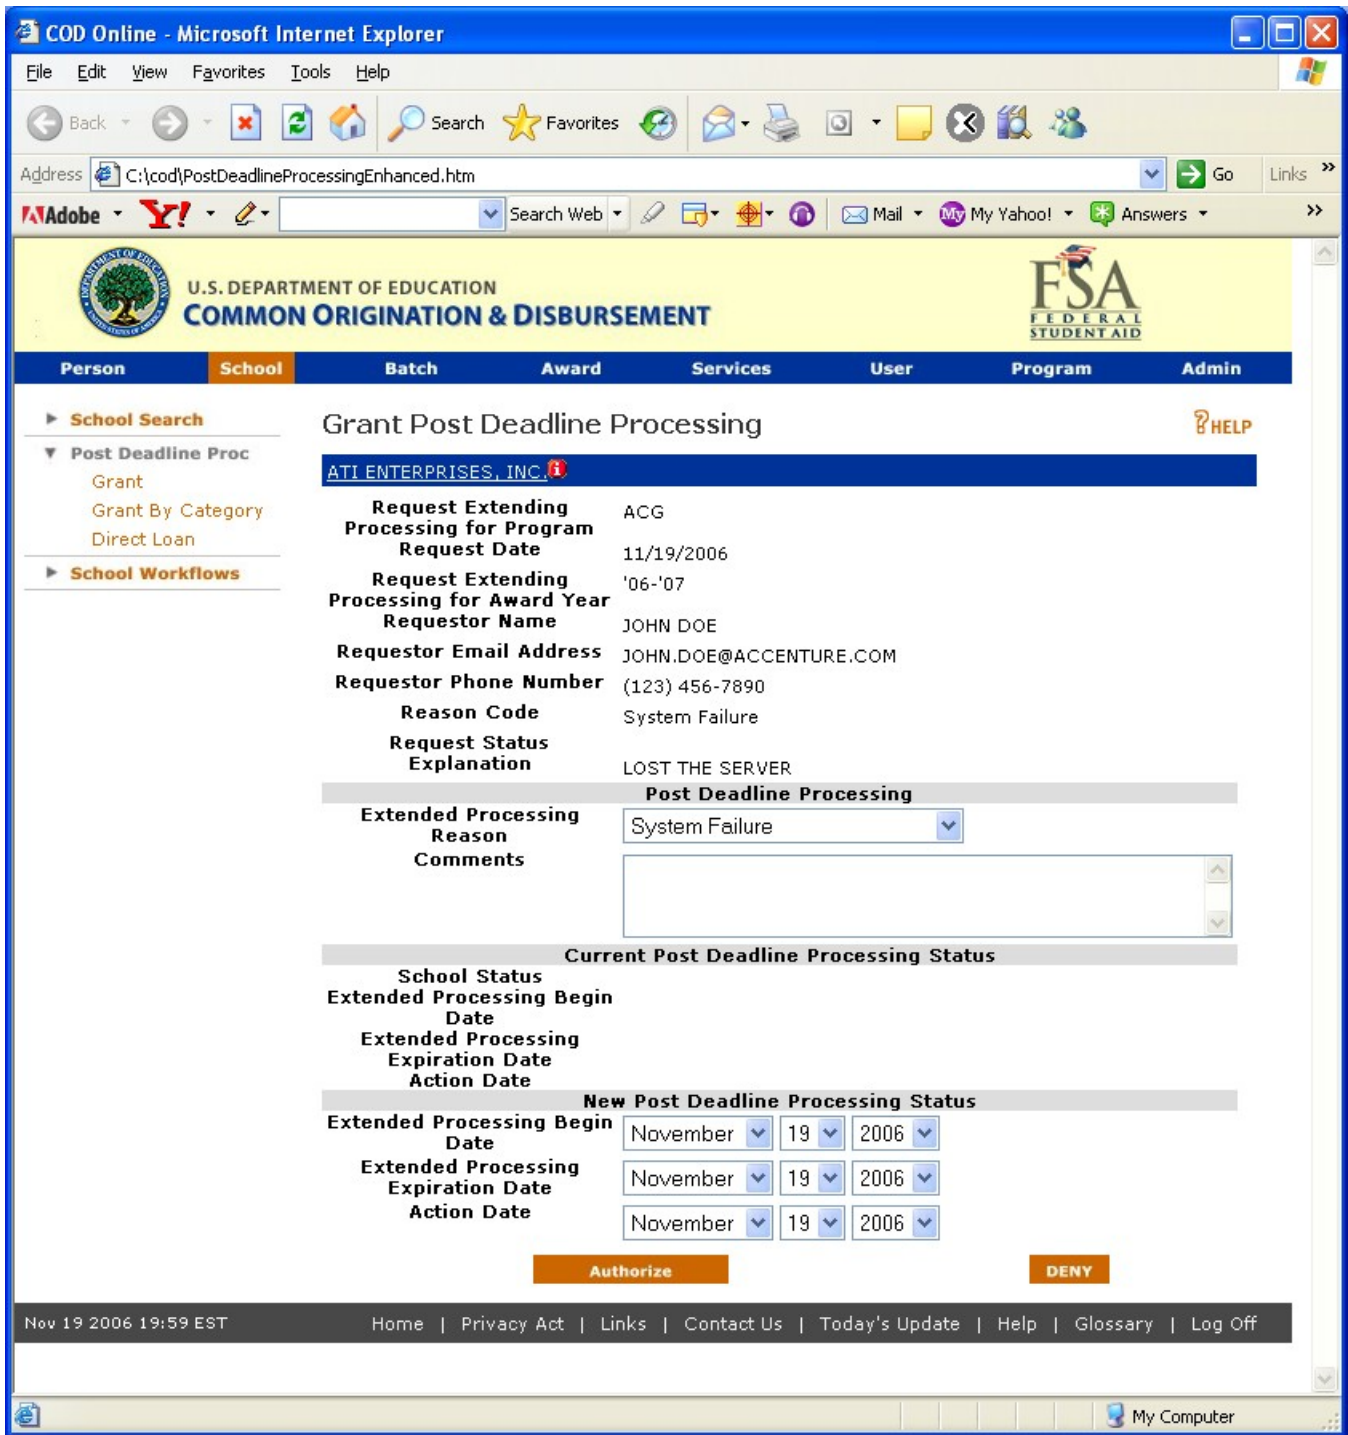 COD Online - Microsoft Internet Explorer
File Edit View Favorites Tools Help
Back Search Favorites
Address C:\cod\PostDeadlineProcessingEnhanced.htm Go Links »
Adobe Y! Search Web Mail My My Yahoo! Answers »
U.S. DEPARTMENT OF EDUCATION
COMMON ORIGINATION & DISBURSEMENT
FSA
FEDERAL
STUDENT AID
Person School Batch Award Services User Program Admin
School Search
Post Deadline Proc
Grant
Grant By Category
Direct Loan
School Workflows
Grant Post Deadline Processing
? HELP
ATI ENTERPRISES, INC. i
Request Extending
Processing for Program ACG
Request Date 11/19/2006
Request Extending
Processing for Award Year '06-'07
Requestor Name JOHN DOE
Requestor Email Address JOHN.DOE@ACCENTURE.COM
Requestor Phone Number (123) 456-7890
Reason Code System Failure
Request Status
Explanation LOST THE SERVER
Post Deadline Processing
Extended Processing
Reason System Failure
Comments
Current Post Deadline Processing Status
School Status
Extended Processing Begin
Date
Extended Processing
Expiration Date
Action Date
New Post Deadline Processing Status
Extended Processing Begin
Date November 19 2006
Extended Processing
Expiration Date November 19 2006
Action Date November 19 2006
Authorize DENY
Nov 19 2006 19:59 EST Home | Privacy Act | Links | Contact Us | Today's Update | Help | Glossary | Log Off
My Computer